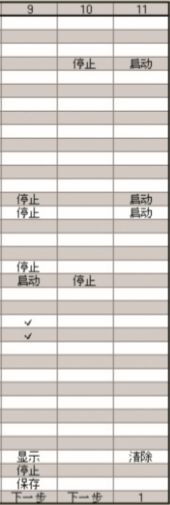 9 10 11
停止 启动
停止 启动
停止 启动
停止
启动 停止
✓
✓
显示 清除
停止
保存
下一步 下一步 1